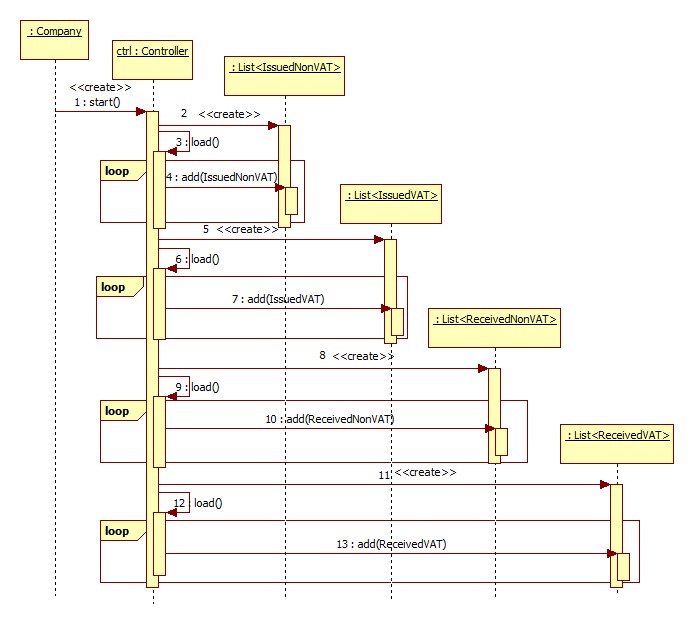 : Company
ctrl : Controller
: List<IssuedNonVAT>
<<create>>
1 : start()
2 <<create>>
3 : load()
loop
4 : add(IssuedNonVAT)
: List<IssuedVAT>
5 <<create>>
6 : load()
loop
7 : add(IssuedVAT)
: List<ReceivedNonVAT>
8 <<create>>
9 : load()
loop
10 : add(ReceivedNonVAT)
: List<ReceivedVAT>
11 <<create>>
12 : load()
loop
13 : add(ReceivedVAT)